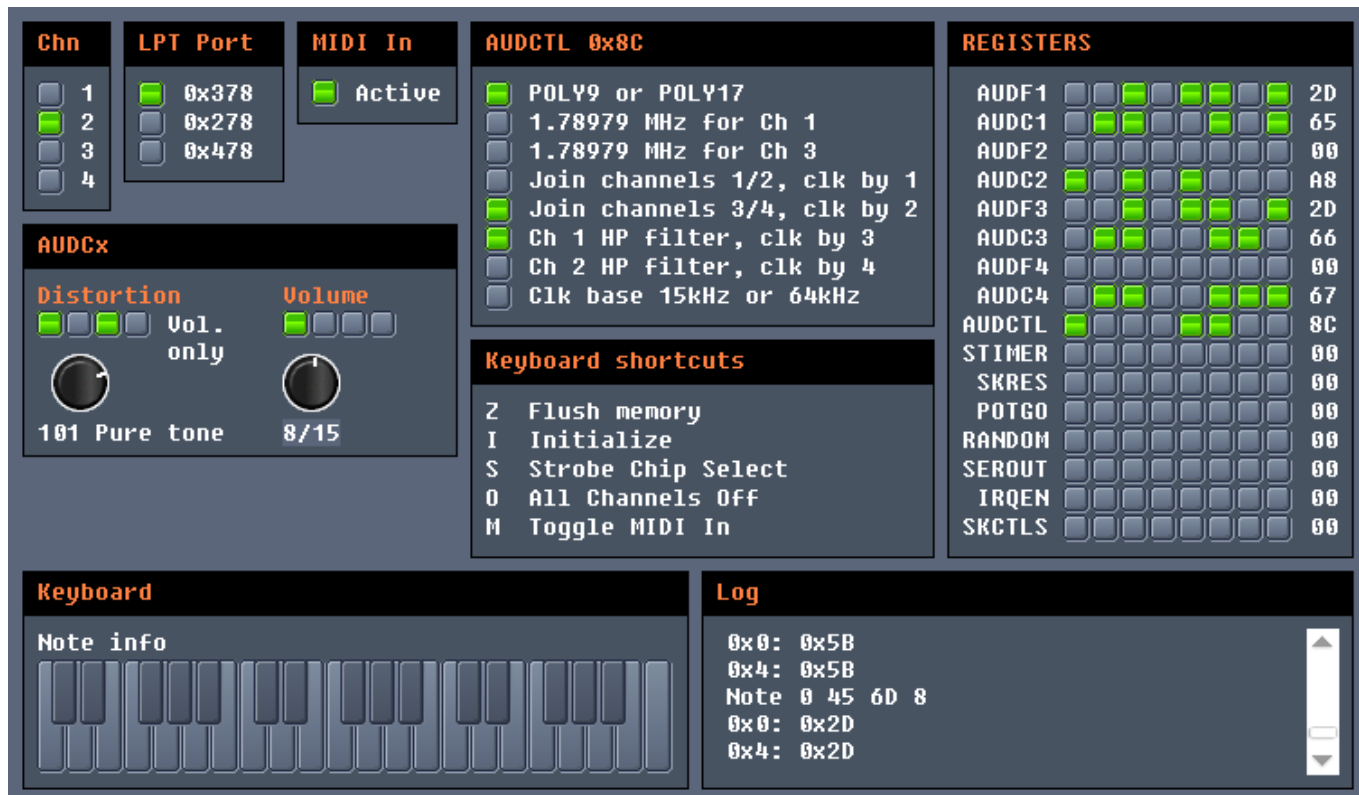 Chn
1
2
3
4
LPT Port
0x378
0x278
0x478
MIDI In
Active
AUDCTL 0x8C
POLY9 or POLY17
1.78979 MHz for Ch 1
1.78979 MHz for Ch 3
Join channels 1/2, clk by 1
Join channels 3/4, clk by 2
Ch 1 HP filter, clk by 3
Ch 2 HP filter, clk by 4
Clk base 15kHz or 64kHz
REGISTERS
AUDF1 2D
AUDC1 65
AUDF2 00
AUDC2 A8
AUDF3 2D
AUDC3 66
AUDF4 00
AUDC4 67
AUDCTL 8C
STIMER 00
SKRES 00
POTGO 00
RANDOM 00
SEROUT 00
IRQEN 00
SKCTLS 00
AUDCx
Distortion Volume
Vol.
only
101 Pure tone 8/15
Keyboard shortcuts
Z Flush memory
I Initialize
S Strobe Chip Select
O All Channels Off
M Toggle MIDI In
Keyboard
Note info
Log
0x0: 0x5B
0x4: 0x5B
Note 0 45 6D 8
0x0: 0x2D
0x4: 0x2D